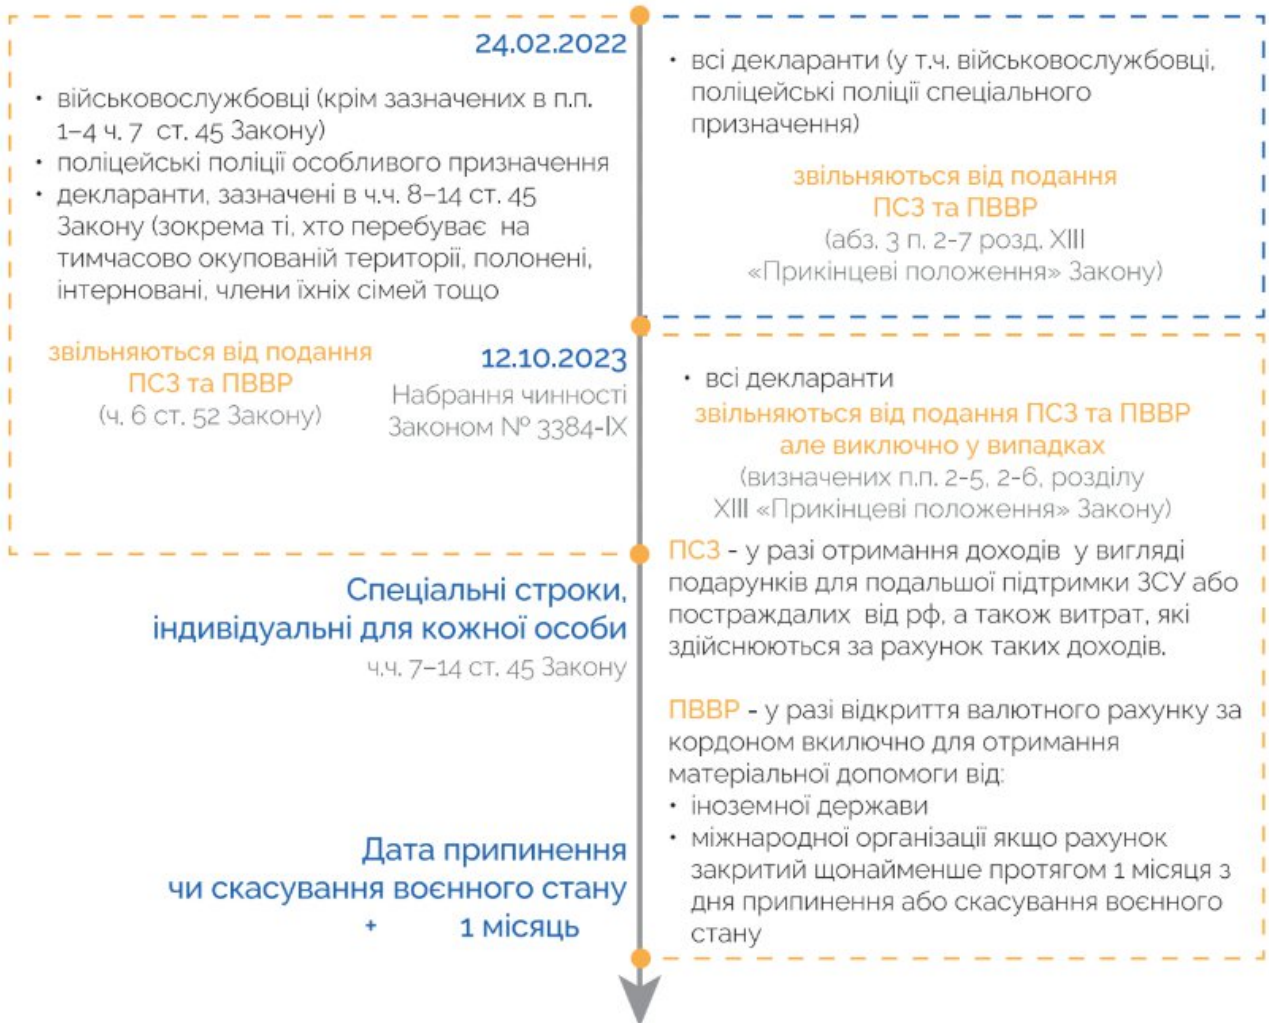 24.02.2022
• військовослужбовці (крім зазначених в п.п.
1–4 ч. 7 ст. 45 Закону)
• поліцейські поліції особливого призначення
• декларанти, зазначені в ч.ч. 8–14 ст. 45
Закону (зокрема ті, хто перебуває на
тимчасово окупованій території, полонені,
інтерновані, члени їхніх сімей тощо
звільняються від подання
ПСЗ та ПВВР
(ч. 6 ст. 52 Закону)
• всі декларанти (у т.ч. військовослужбовці,
поліцейські поліції спеціального
призначення)
звільняються від подання
ПСЗ та ПВВР
(абз. 3 п. 2-7 розд. XIII
«Прикінцеві положення» Закону)
12.10.2023
Набрання чинності
Законом № 3384-IX
• всі декларанти
звільняються від подання ПСЗ та ПВВР
але виключно у випадках
(визначених п.п. 2-5, 2-6, розділу
XIII «Прикінцеві положення» Закону)
ПСЗ - у разі отримання доходів у вигляді
подарунків для подальшої підтримки ЗСУ або
постраждалих від рф, а також витрат, які
здійснюються за рахунок таких доходів.
ПВВР - у разі відкриття валютного рахунку за
кордоном вкилючно для отримання
матеріальної допомоги від:
• іноземної держави
• міжнародної організації якщо рахунок
закритий щонайменше протягом 1 місяця з
дня припинення або скасування воєнного
стану
Спеціальні строки,
індивідуальні для кожної особи
ч.ч. 7–14 ст. 45 Закону
Дата припинення
чи скасування воєнного стану
+ 1 місяць